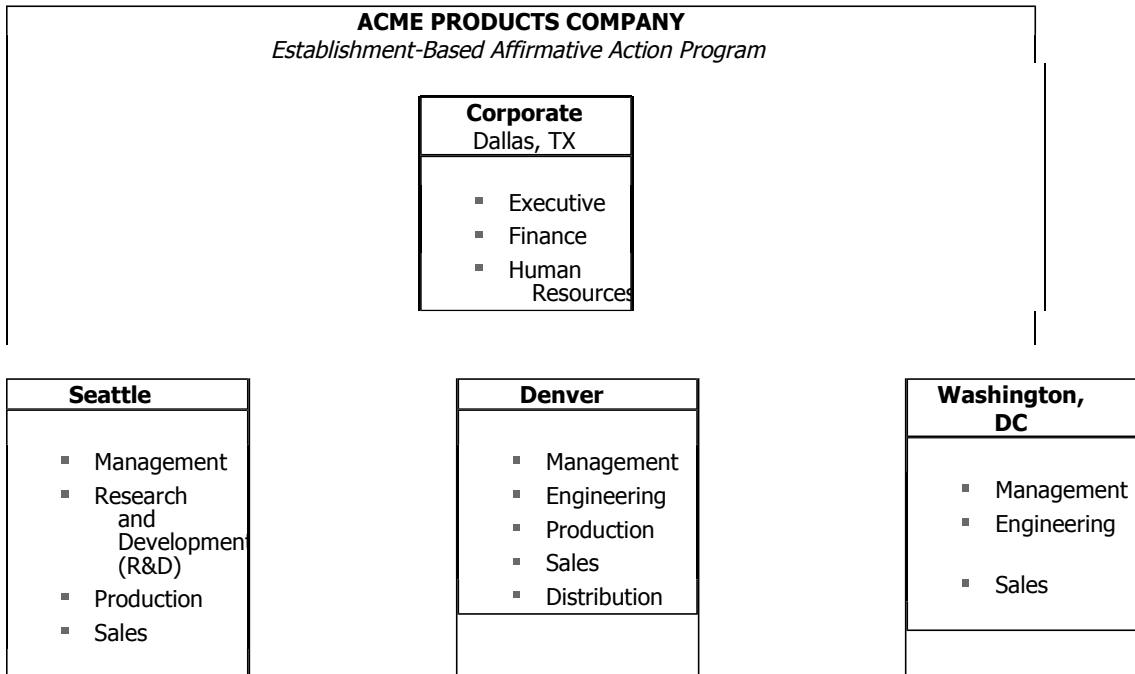 ACME PRODUCTS COMPANY
Establishment-Based Affirmative Action Program
Corporate
Dallas, TX
▪ Executive
▪ Finance
▪ Human
Resources
Seattle
▪ Management
▪ Research
and
Development
(R&D)
▪ Production
▪ Sales
Denver
▪ Management
▪ Engineering
▪ Production
▪ Sales
▪ Distribution
Washington,
DC
▪ Management
▪ Engineering
▪ Sales